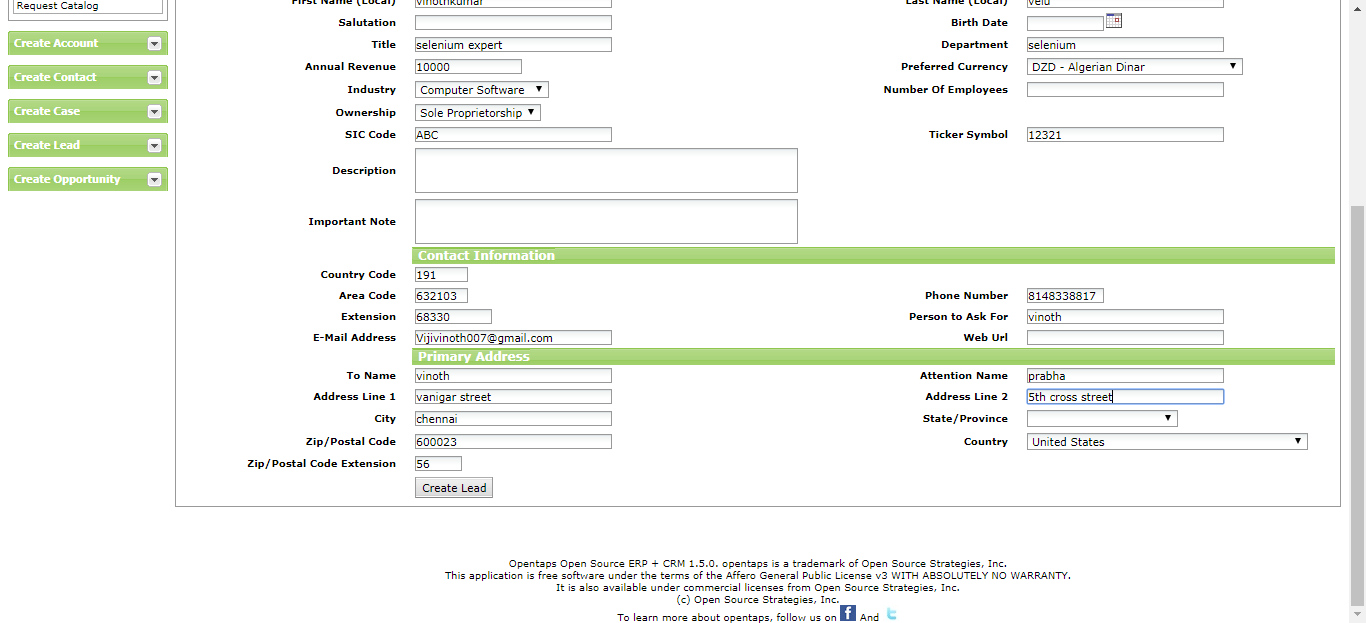 Request Catalog
Create Account
Create Contact
Create Case
Create Lead
Create Opportunity
First Name (Local) vinothkumar Last Name (Local) velu
Salutation Birth Date
Title selenium expert Department selenium
Annual Revenue 10000 Preferred Currency DZD - Algerian Dinar
Industry Computer Software Number Of Employees
Ownership Sole Proprietorship
SIC Code ABC Ticker Symbol 12321
Description
Important Note
Contact Information
Country Code 191
Area Code 632103 Phone Number 8148338817
Extension 68330 Person to Ask For vinoth
E-Mail Address Vijivinoth007@gmail.com Web Url
Primary Address
To Name vinoth Attention Name prabha
Address Line 1 vanigar street Address Line 2 5th cross street
City chennai State/Province
Zip/Postal Code 600023 Country United States
Zip/Postal Code Extension 56
Create Lead
Opentaps Open Source ERP + CRM 1.5.0. opentaps is a trademark of Open Source Strategies, Inc.
This application is free software under the terms of the Affero General Public License v3 WITH ABSOLUTELY NO WARRANTY.
It is also available under commercial licenses from Open Source Strategies, Inc.
(c) Open Source Strategies, Inc.
To learn more about opentaps, follow us on f And t